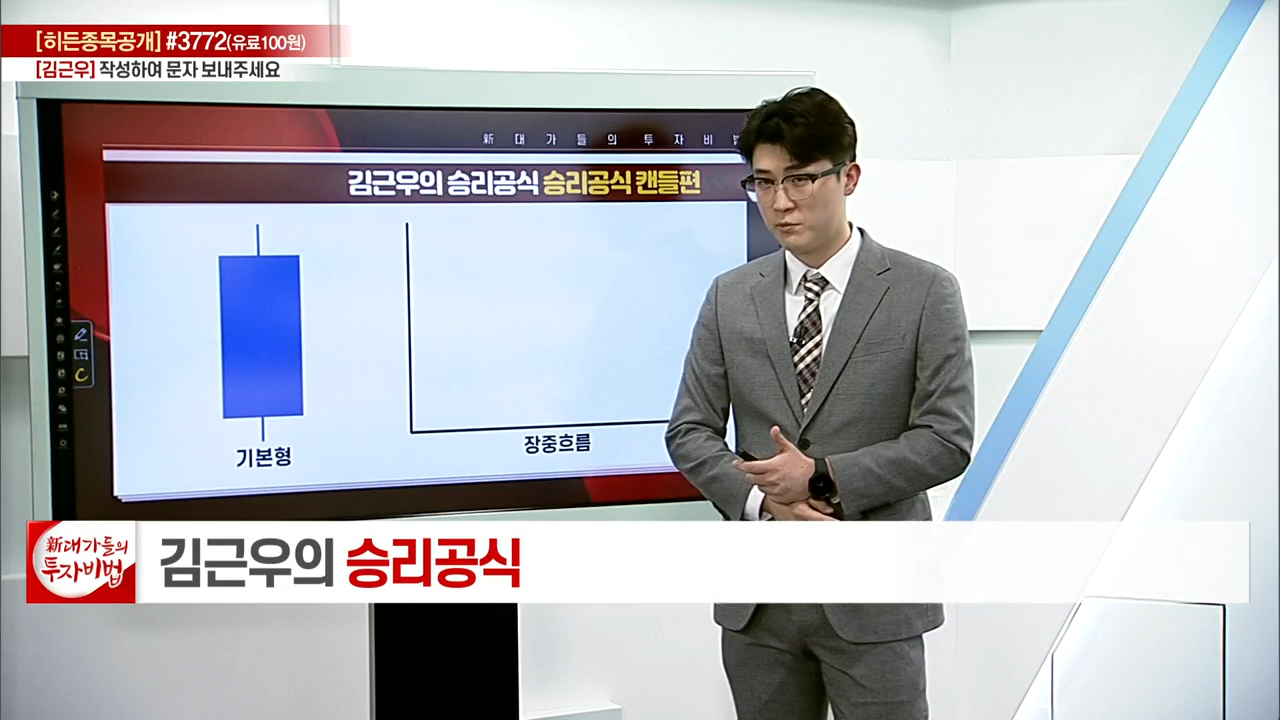 [히든종목공개] #3772(유료100원)
[김근우] 작성하여 문자 보내주세요
新 대 가 들 의 투 자 비
김근우의 승리공식 승리공식 캔들편
기본형
장중흐름
新대가들의
투자비법
김근우의 승리공식